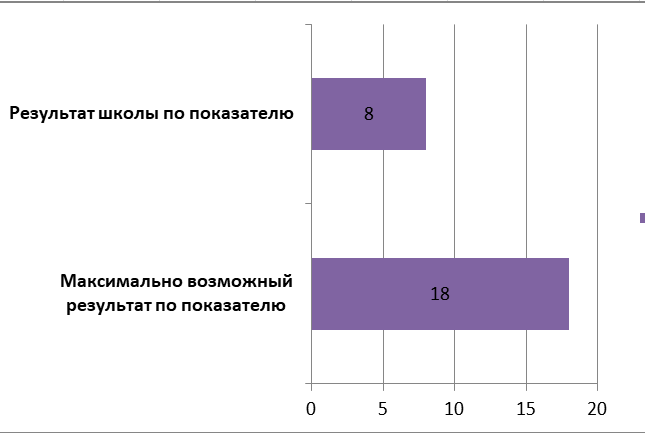 Результат школы по показателю
8
Максимально возможный
результат по показателю
18
0 5 10 15 20